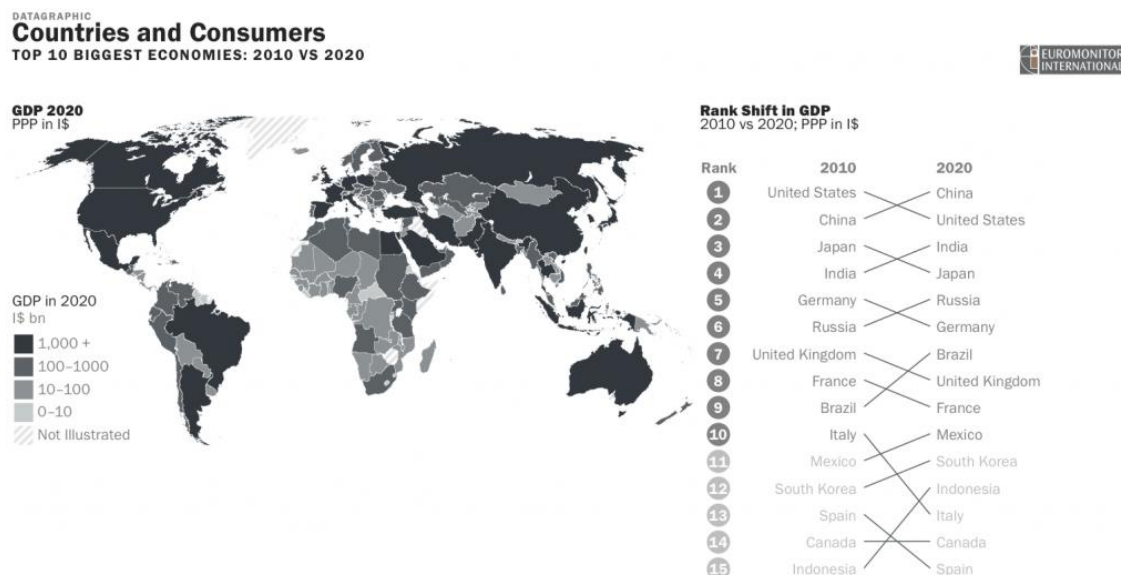 DATAGRAPHIC
Countries and Consumers
TOP 10 BIGGEST ECONOMIES: 2010 VS 2020
EUROMONITOR
INTERNATIONAL
GDP 2020
PPP in I$
GDP in 2020
I$ bn
1,000 +
100–1000
10–100
0–10
Not Illustrated
Rank Shift in GDP
2010 vs 2020; PPP in I$
Rank 2010 2020
1 United States China
2 China United States
3 Japan India
4 India Japan
5 Germany Russia
6 Russia Germany
7 United Kingdom Brazil
8 France United Kingdom
9 Brazil France
10 Italy Mexico
11 Mexico South Korea
12 South Korea Indonesia
13 Spain Italy
14 Canada Canada
15 Indonesia Spain